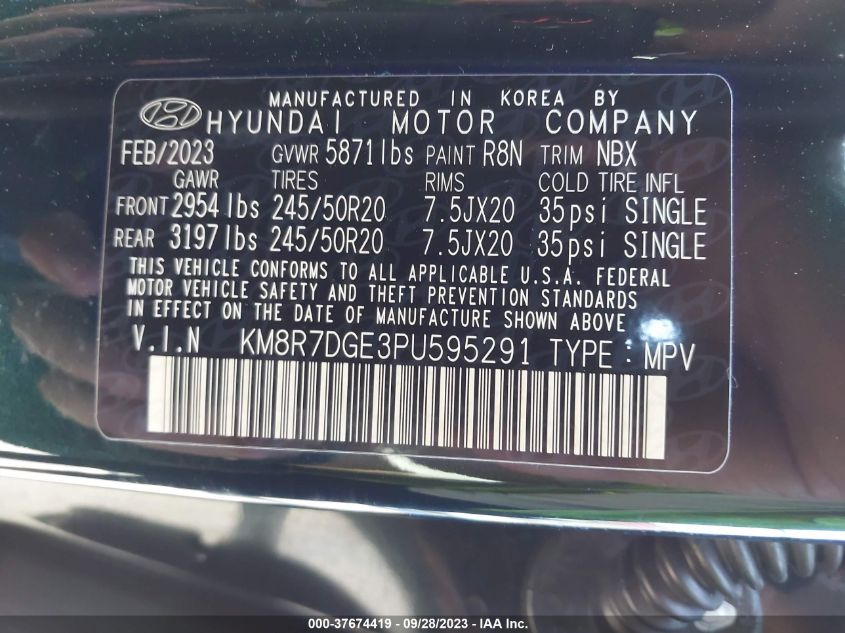 MANUFACTURED IN KOREA BY
HYUNDAI MOTOR COMPANY
FEB/2023 GVWR 5871lbs PAINT R8N TRIM NBX
GAWR TIRES RIMS COLD TIRE INFL
FRONT 2954lbs 245/50R20 7.5JX20 35psi SINGLE
REAR 3197lbs 245/50R20 7.5JX20 35psi SINGLE
THIS VEHICLE CONFORMS TO ALL APPLICABLE U.S.A. FEDERAL
MOTOR VEHICLE SAFETY AND THEFT PREVENTION STANDARDS
IN EFFECT ON THE DATE OF MANUFACTURE SHOWN ABOVE
V.I.N KM8R7DGE3PU595291 TYPE : MPV
000-37674419 - 09/28/2023 - IAA Inc.